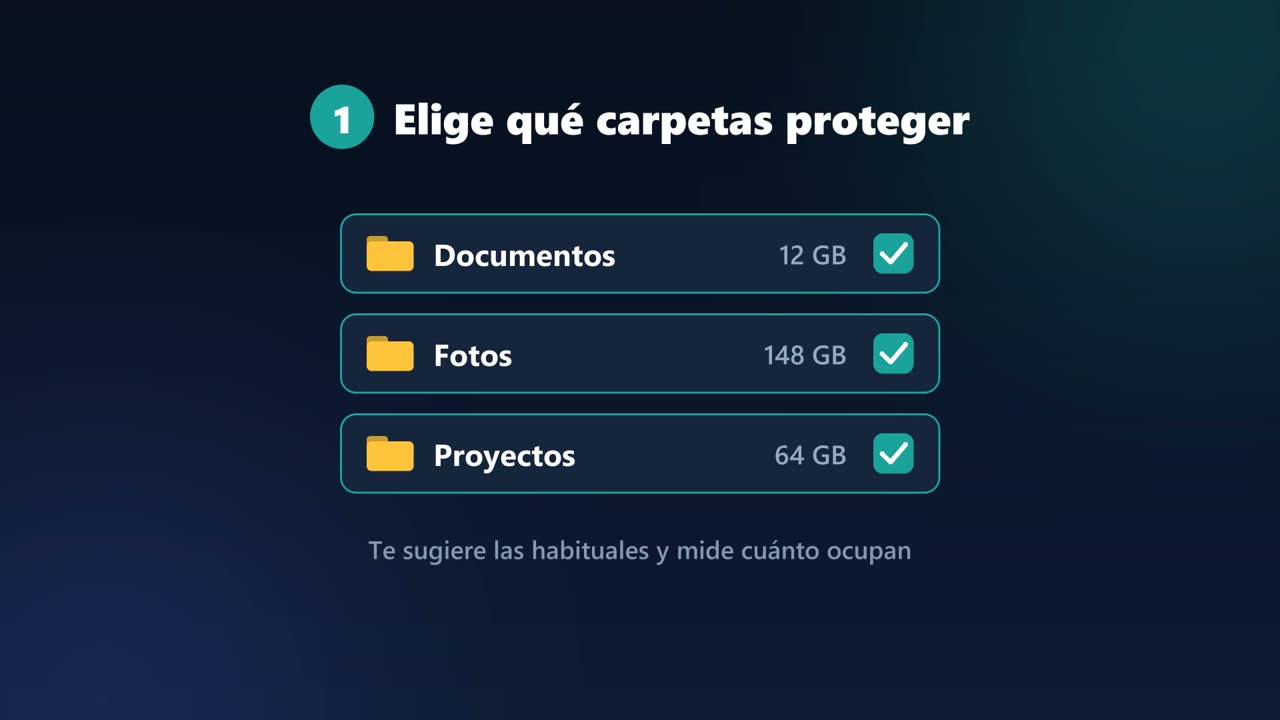 1 Elige qué carpetas proteger
Documentos 12 GB
Fotos 148 GB
Proyectos 64 GB
Te sugiere las habituales y mide cuánto ocupan